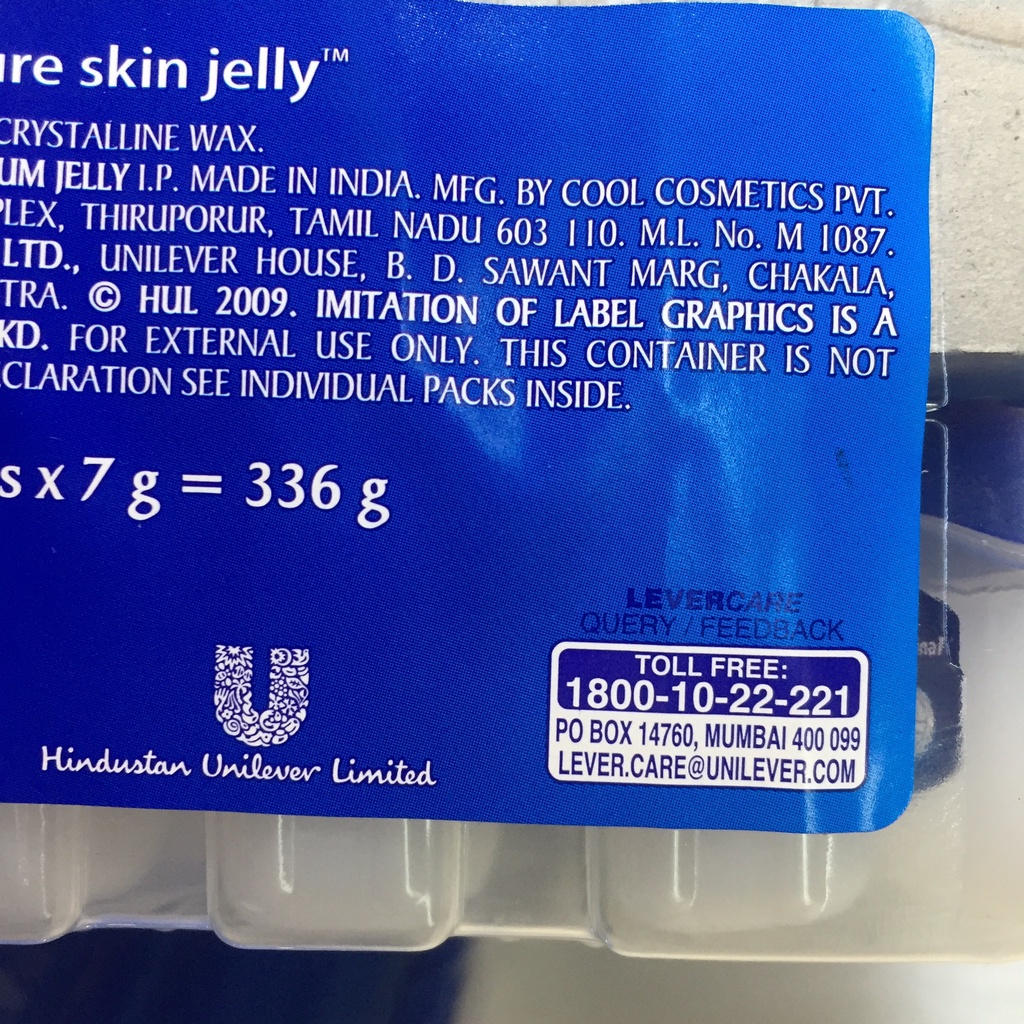 ure skin jelly™
CRYSTALLINE WAX.
UM JELLY I.P. MADE IN INDIA. MFG. BY COOL COSMETICS PVT.
PLEX, THIRUPORUR, TAMIL NADU 603 110. M.L. No. M 1087.
LTD., UNILEVER HOUSE, B. D. SAWANT MARG, CHAKALA,
TRA. © HUL 2009. IMITATION OF LABEL GRAPHICS IS A
KD. FOR EXTERNAL USE ONLY. THIS CONTAINER IS NOT
ECLARATION SEE INDIVIDUAL PACKS INSIDE.
s x 7 g = 336 g
Hindustan Unilever Limited
LEVERCARE
QUERY / FEEDBACK
TOLL FREE:
1800-10-22-221
PO BOX 14760, MUMBAI 400 099
LEVER.CARE@UNILEVER.COM